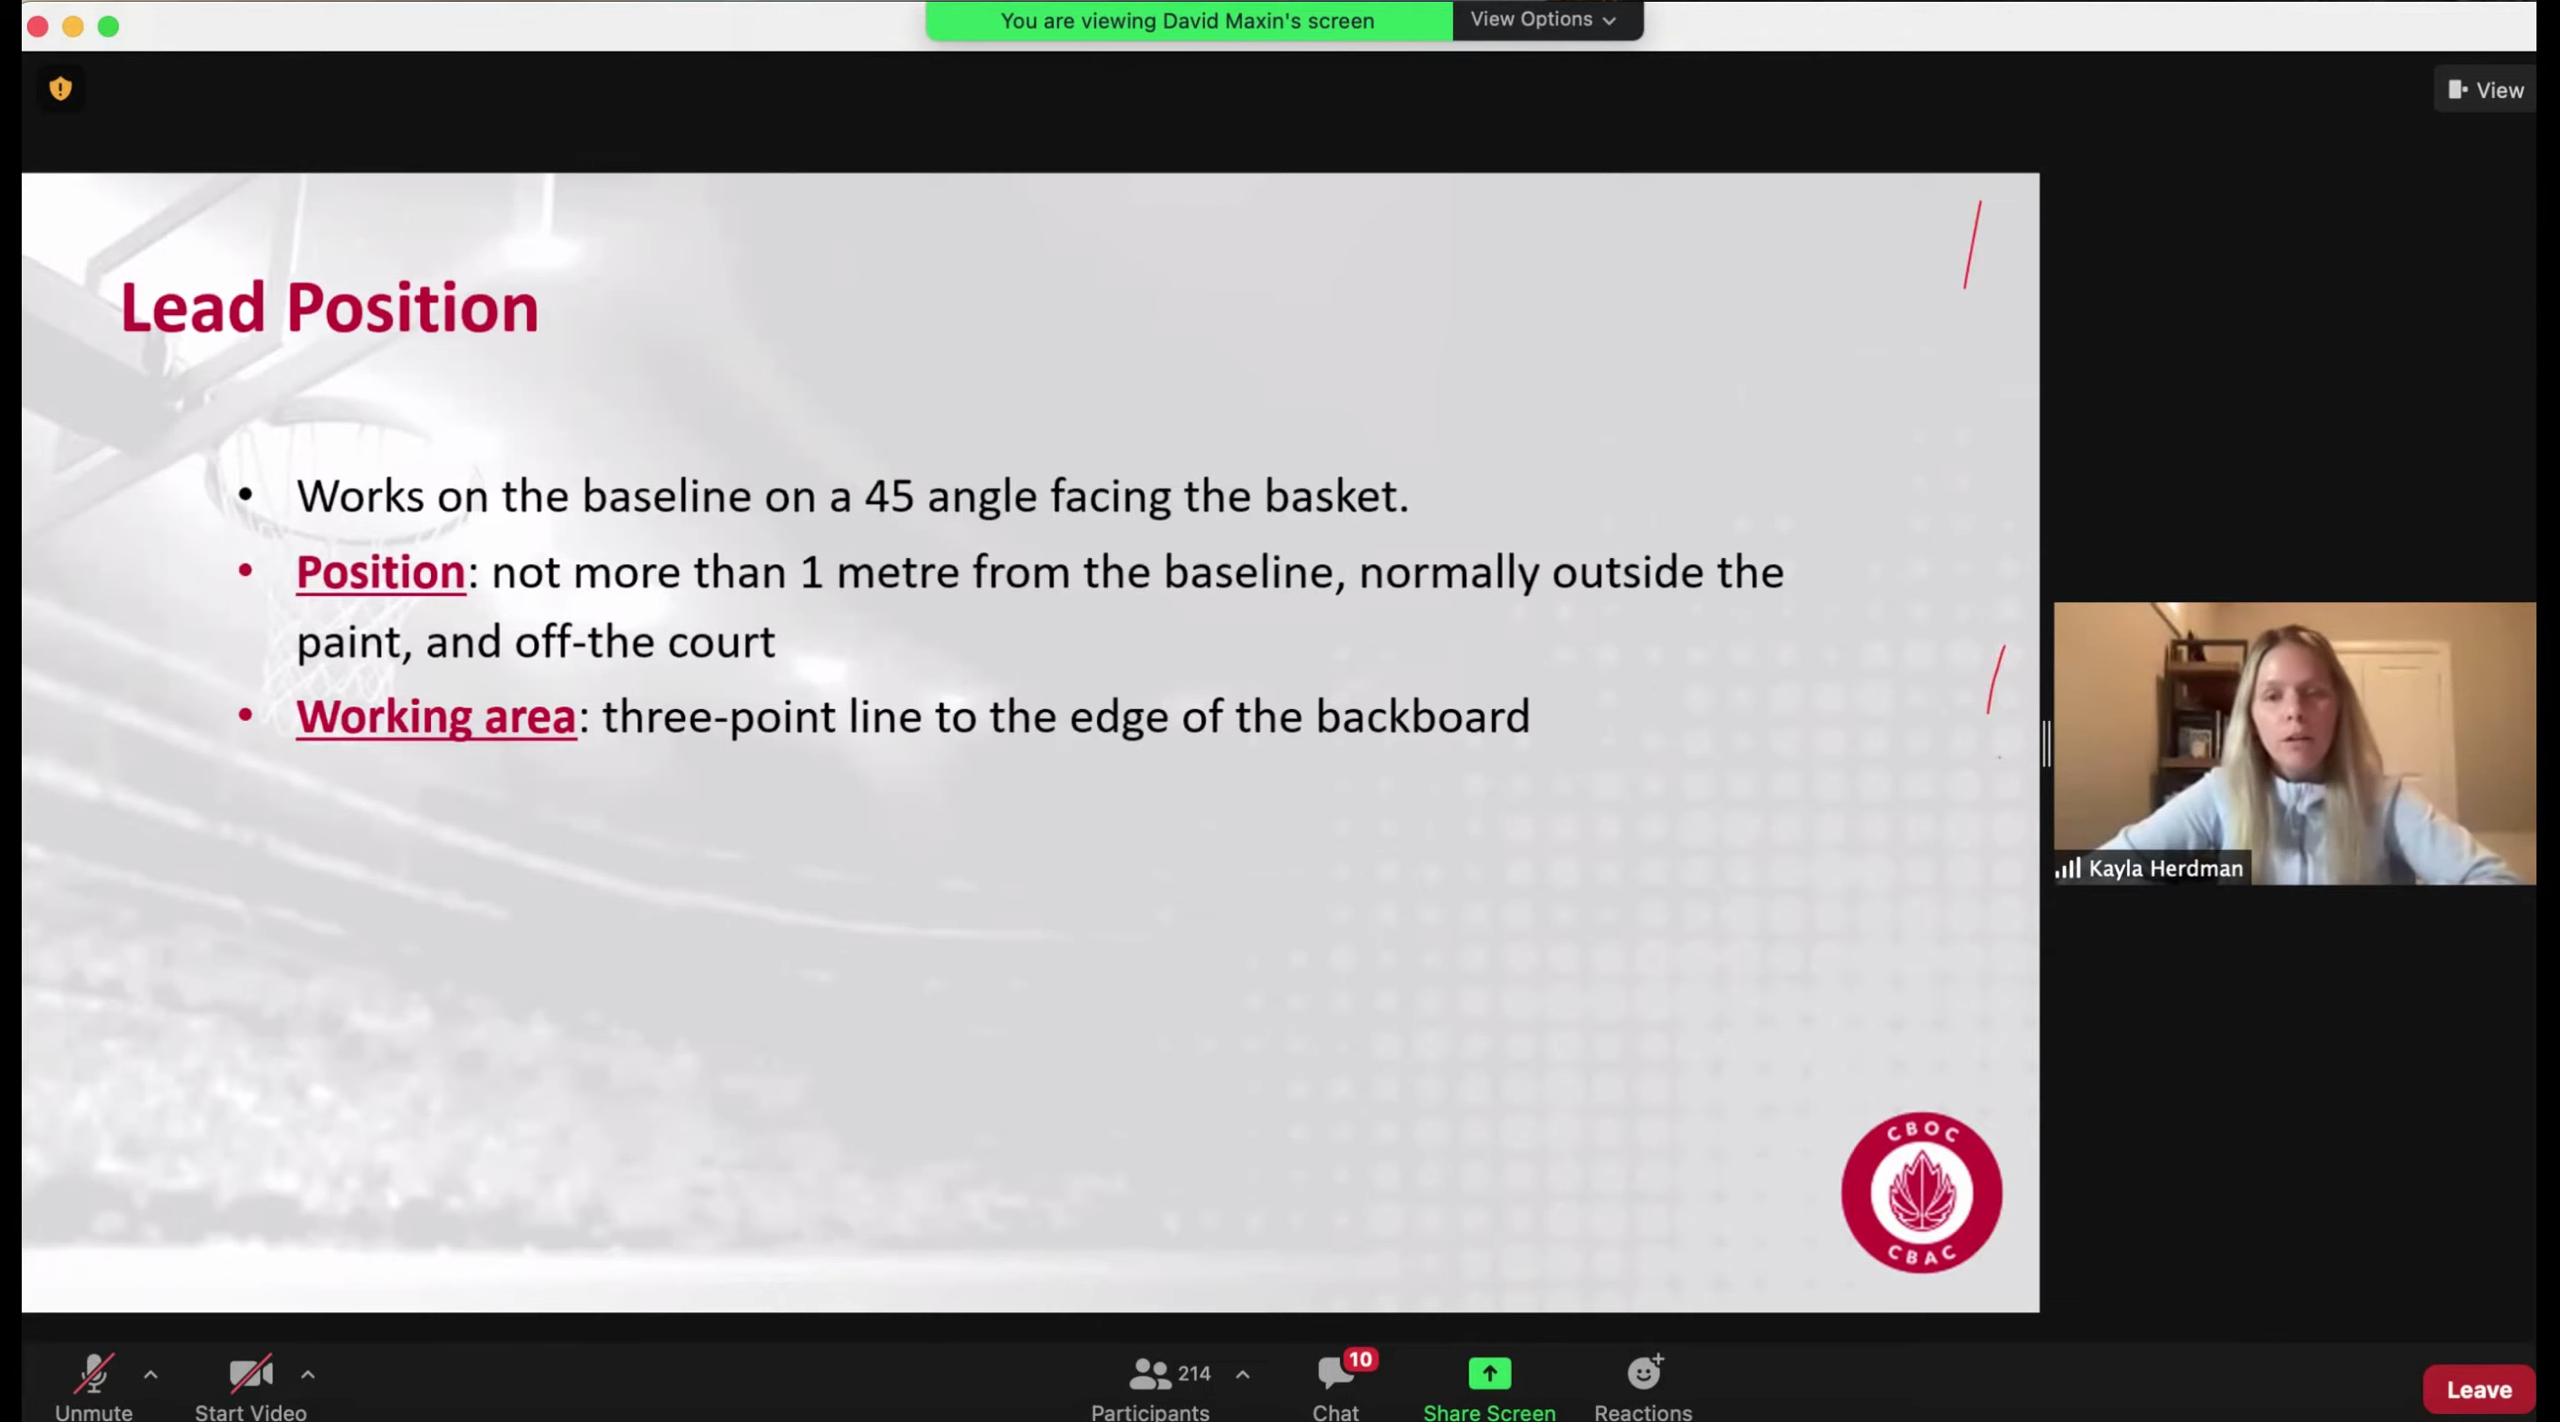 You are viewing David Maxin's screen
View Options
View
Lead Position
• Works on the baseline on a 45 angle facing the basket.
• Position: not more than 1 metre from the baseline, normally outside the
paint, and off-the court
• Working area: three-point line to the edge of the backboard
Kayla Herdman
CBOC
CBAC
214
10
Unmute
Start Video
Participants
Chat
Share Screen
Reactions
Leave